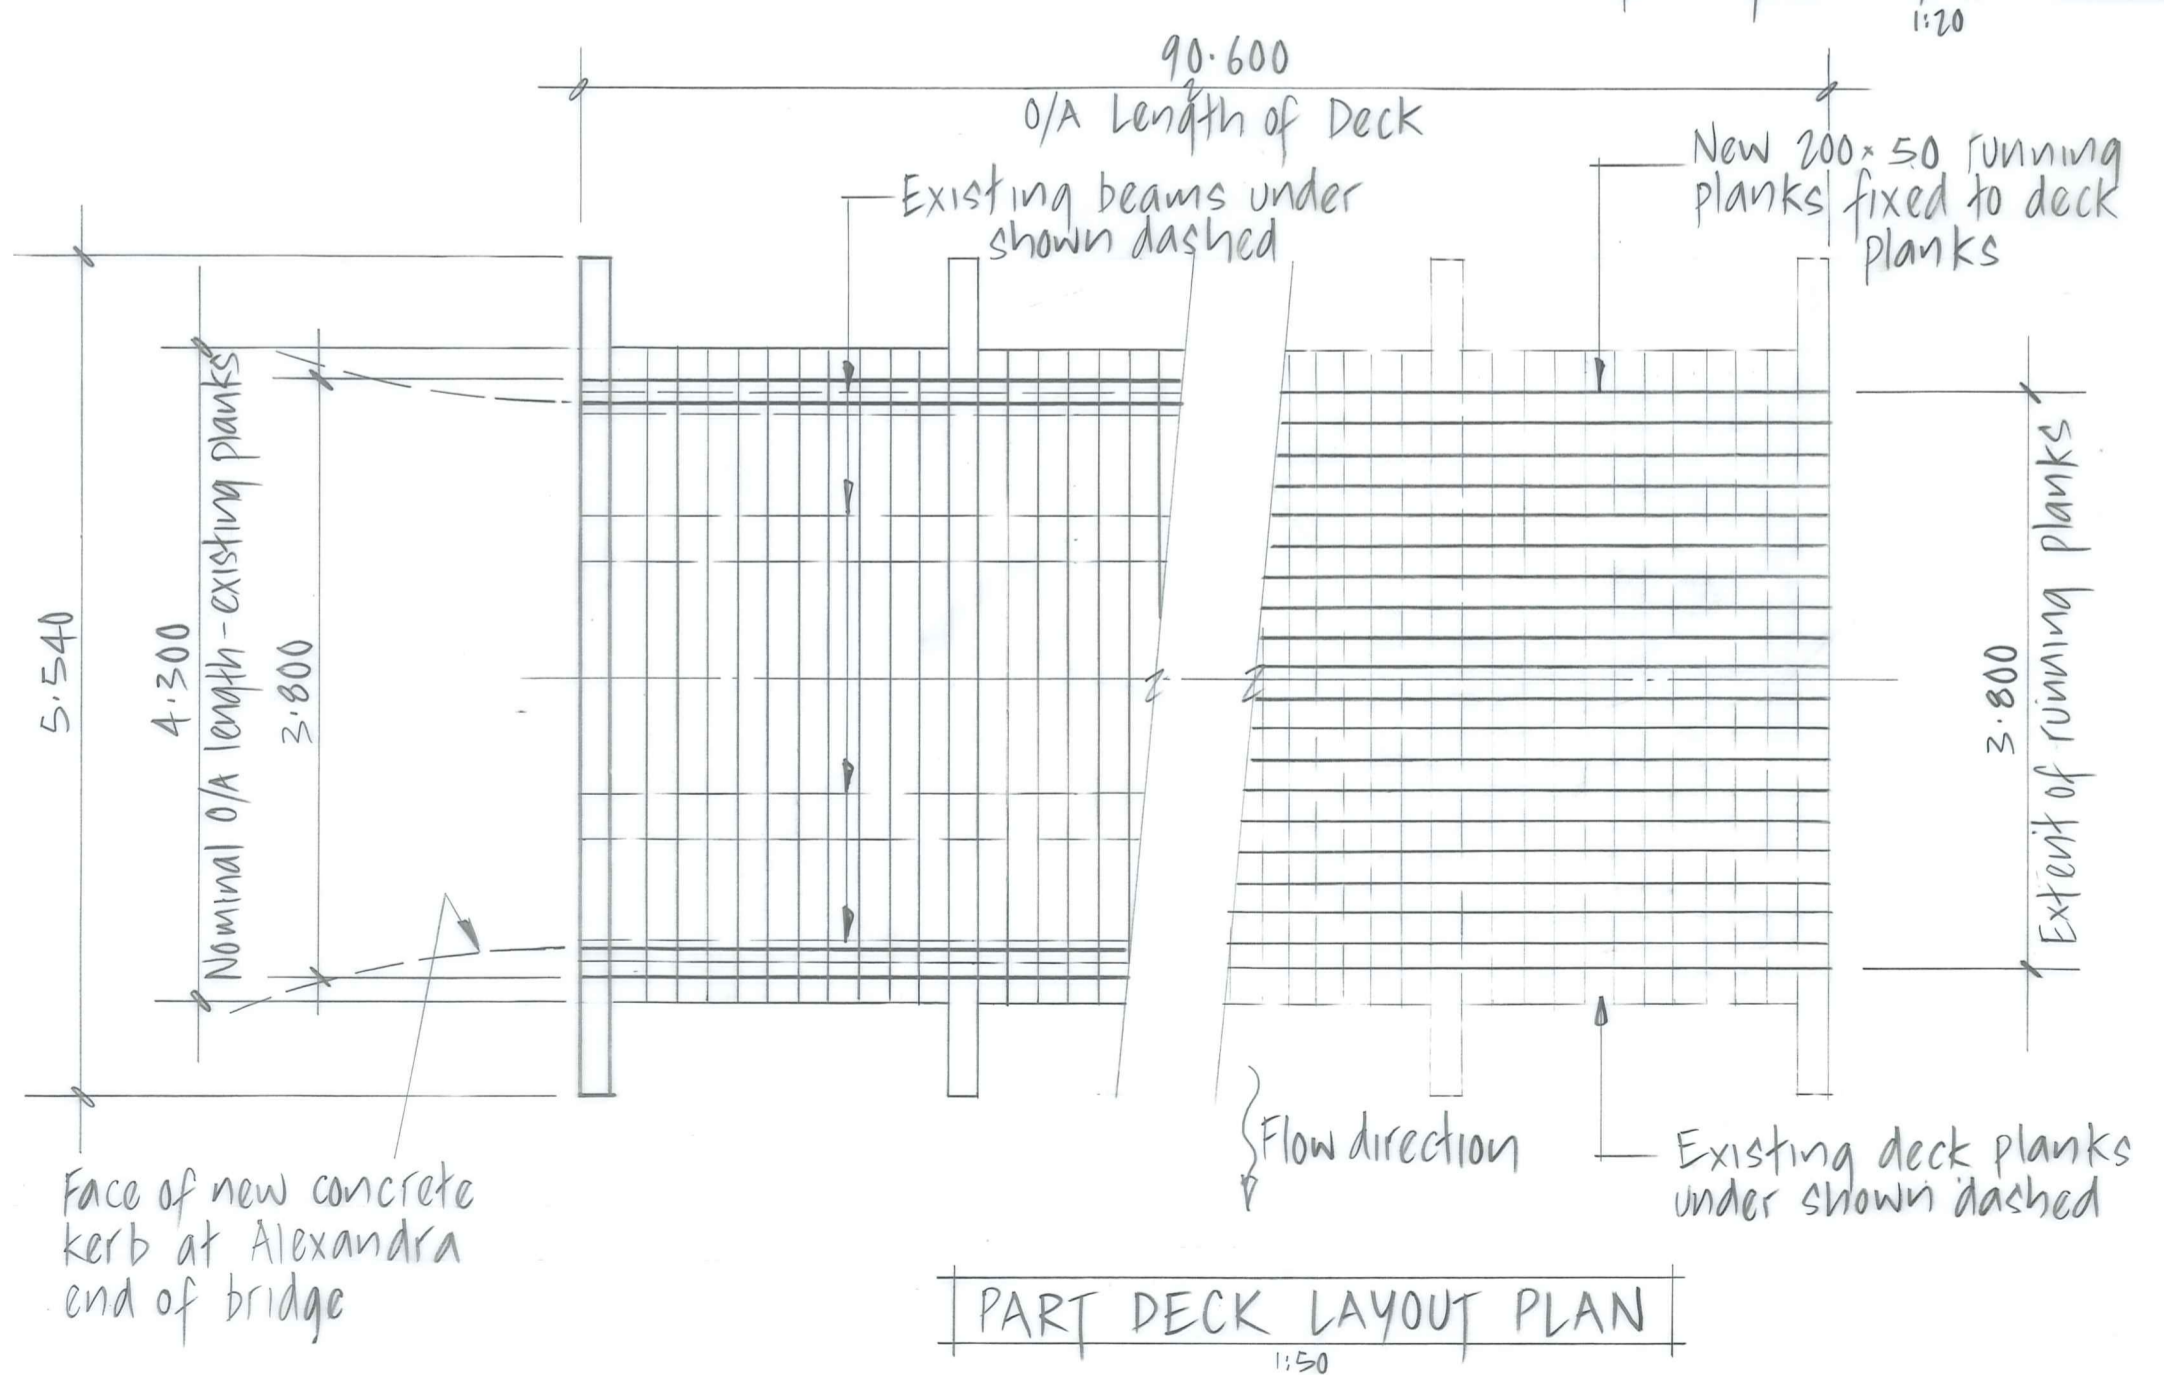 1:20
90.600
O/A Length of Deck
Existing beams under
shown dashed
New 200x50 running
planks fixed to deck
planks
5.540
4.300
Nominal O/A length-existing planks
3.800
3.800
Extent of running planks
Face of new concrete
kerb at Alexandra
end of bridge
Flow direction
Existing deck planks
under shown dashed
PART DECK LAYOUT PLAN
1:50